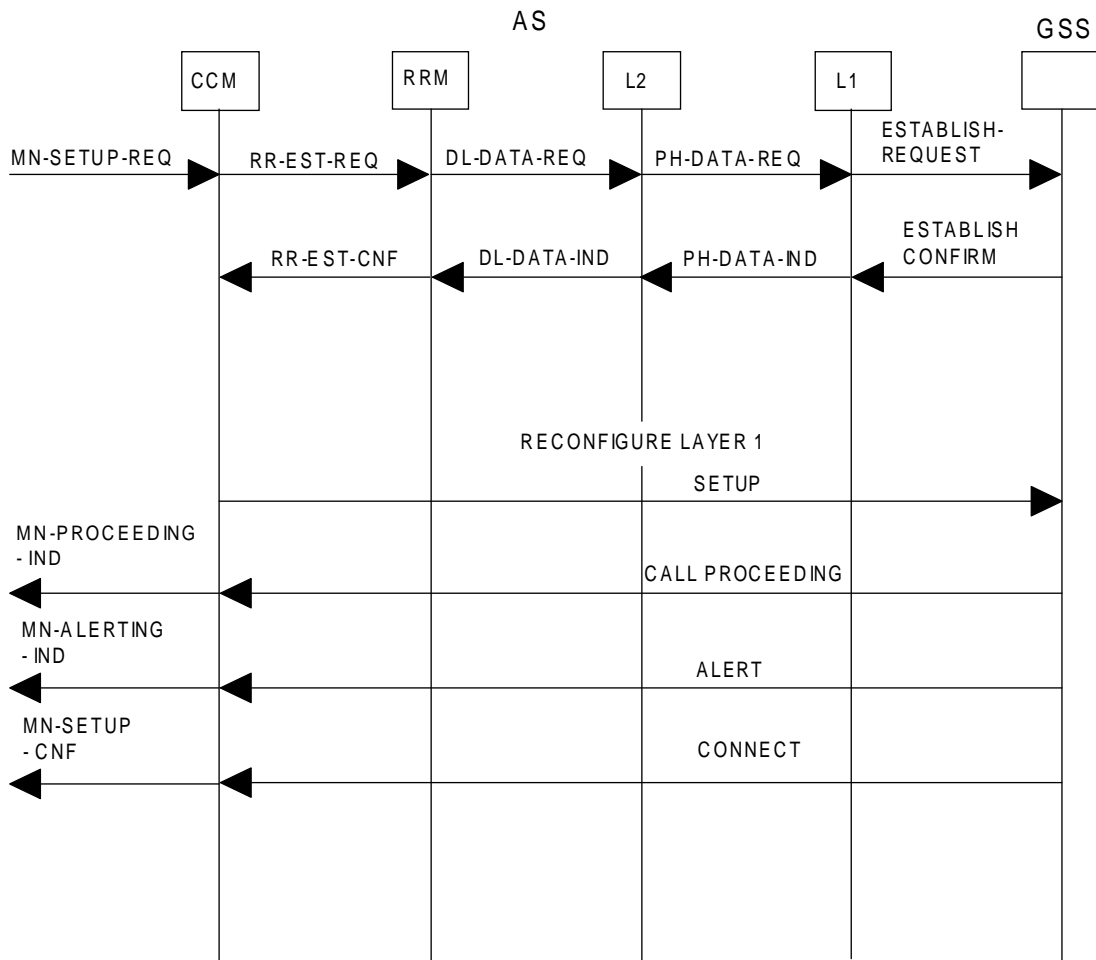 AS
GSS
CCM
RRM
L2
L1
MN-SETUP-REQ
RR-EST-REQ
DL-DATA-REQ
PH-DATA-REQ
ESTABLISH-
REQUEST
RR-EST-CNF
DL-DATA-IND
PH-DATA-IND
ESTABLISH
CONFIRM
RECONFIGURE LAYER 1
SETUP
MN-PROCEEDING
- IND
CALL PROCEEDING
MN-ALERTING
- IND
ALERT
MN-SETUP
- CNF
CONNECT